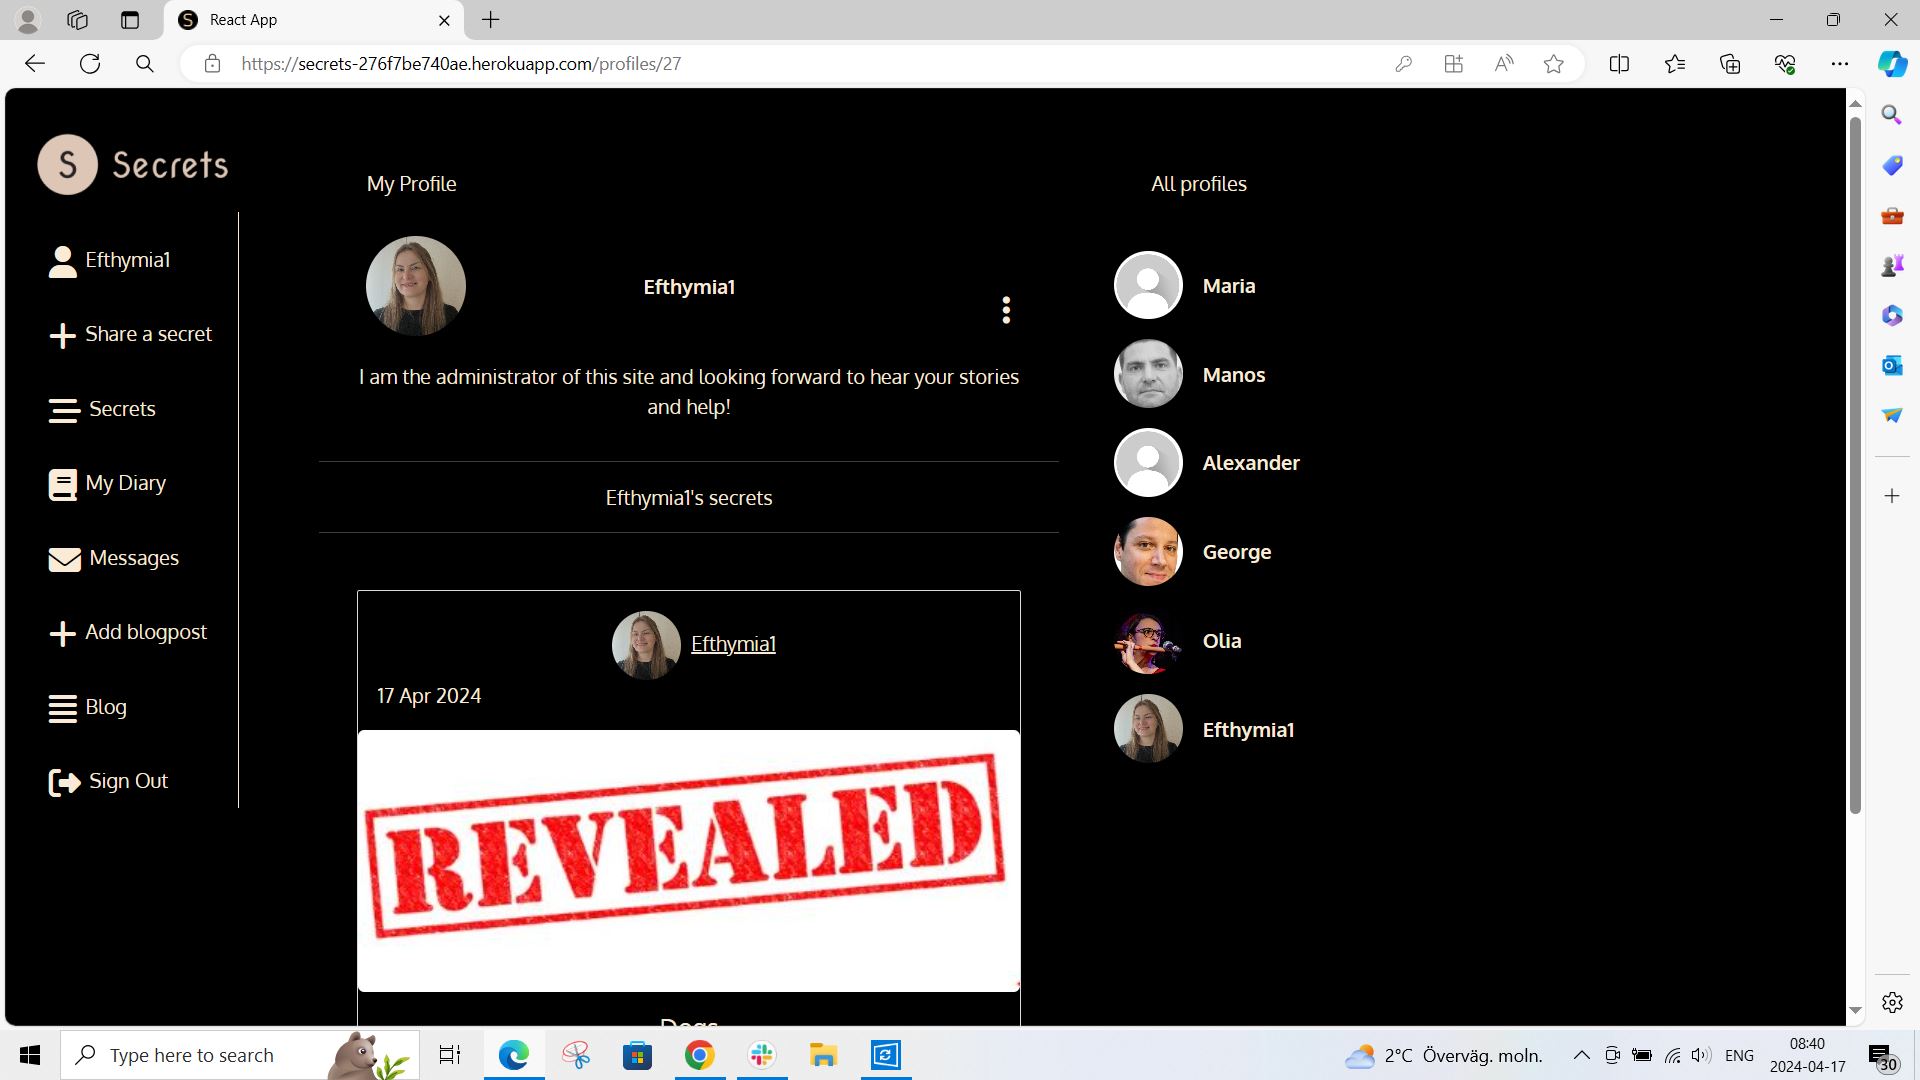 React App
https://secrets-276f7be740ae.herokuapp.com/profiles/27
S Secrets
Efthymia1
Share a secret
Secrets
My Diary
Messages
Add blogpost
Blog
Sign Out
My Profile
Efthymia1
I am the administrator of this site and looking forward to hear your stories
and help!
Efthymia1's secrets
Efthymia1
17 Apr 2024
REVEALED
Dogs
All profiles
Maria
Manos
Alexander
George
Olia
Efthymia1
Type here to search
2°C Överväg. moln.
ENG
08:40
2024-04-17
30